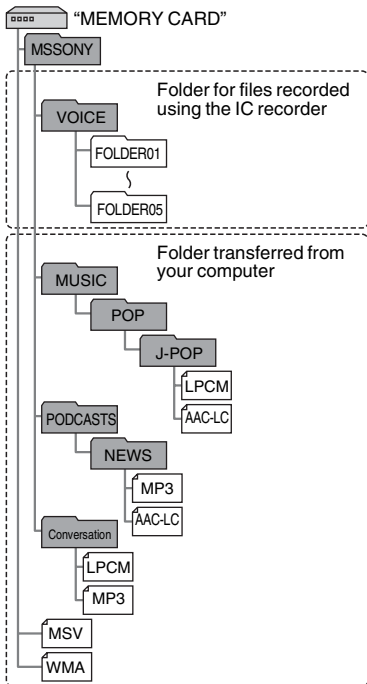 “MEMORY CARD”
MSSONY
Folder for files recorded
using the IC recorder
VOICE
FOLDER01
FOLDER05
Folder transferred from
your computer
MUSIC
POP
J-POP
LPCM
AAC-LC
PODCASTS
NEWS
MP3
AAC-LC
Conversation
LPCM
MP3
MSV
WMA